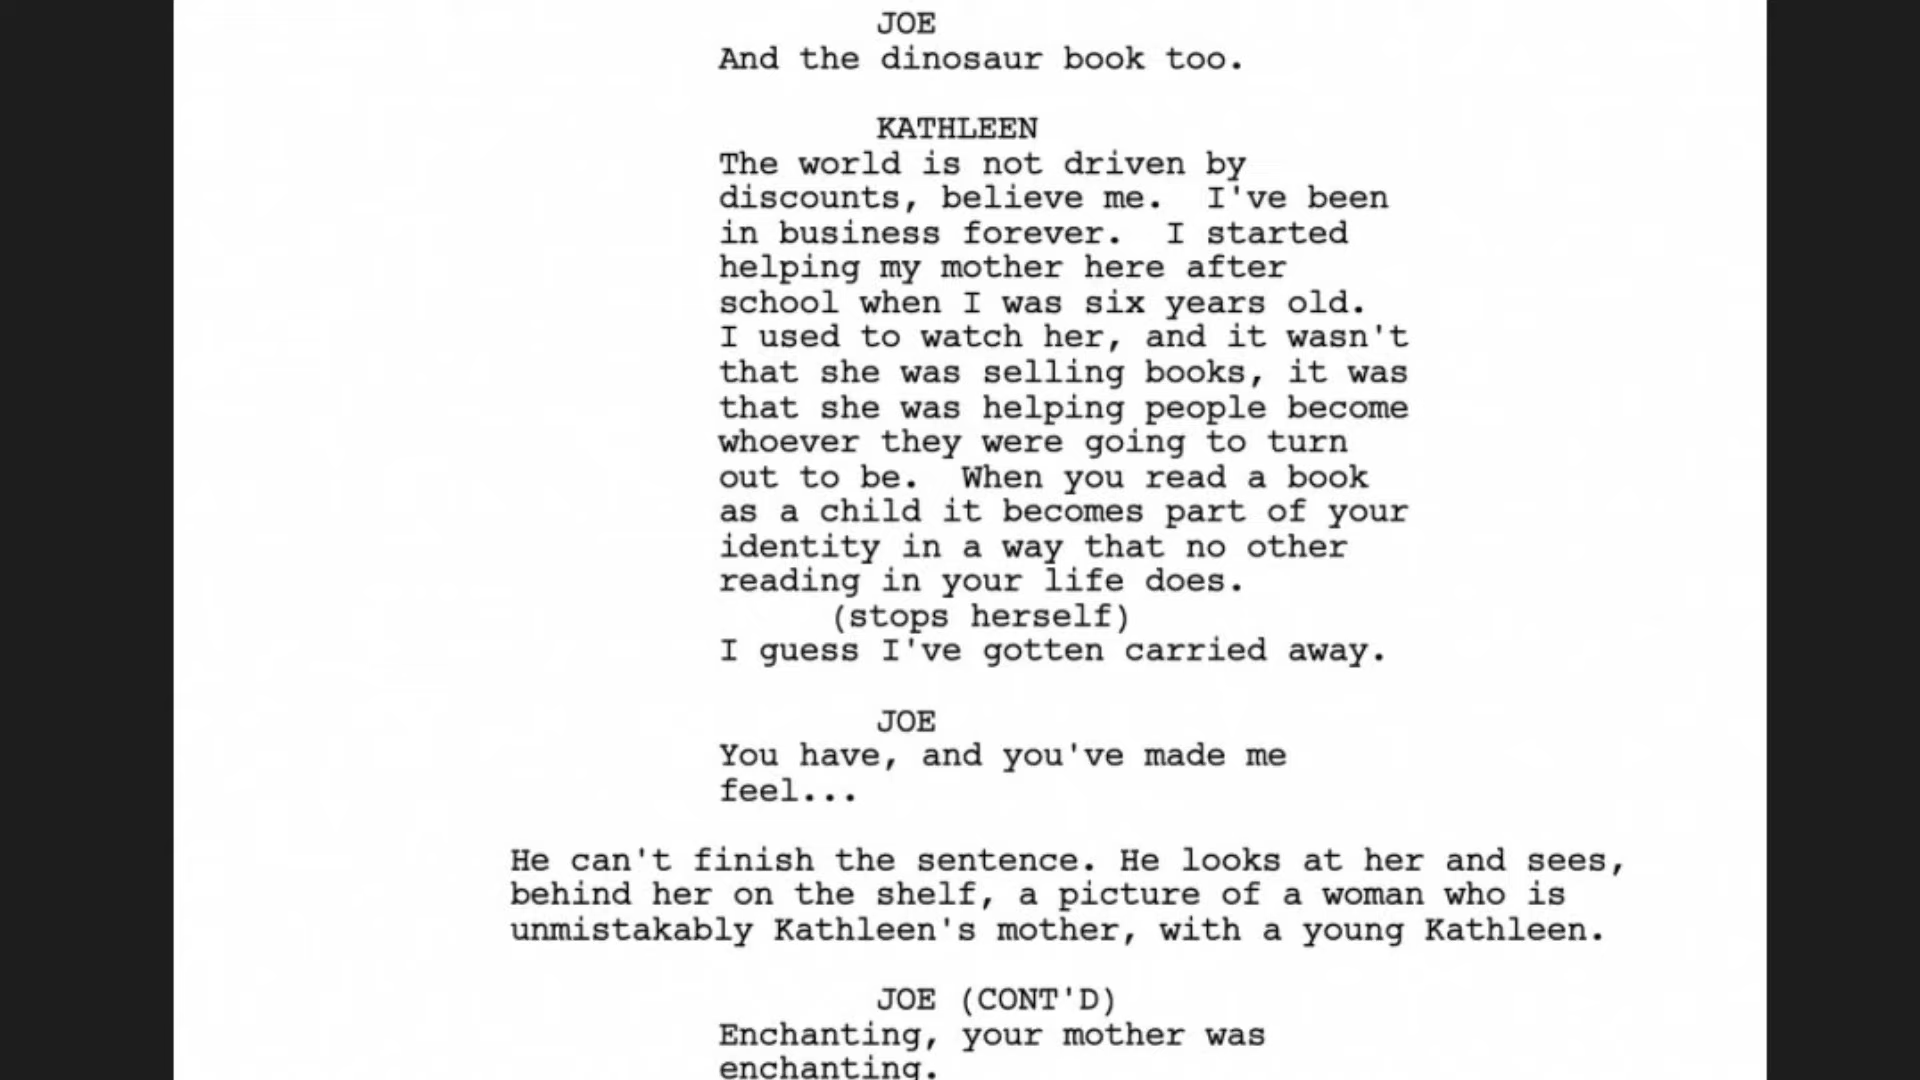 JOE
And the dinosaur book too.
KATHLEEN
The world is not driven by
discounts, believe me.  I've been
in business forever.  I started
helping my mother here after
school when I was six years old.
I used to watch her, and it wasn't
that she was selling books, it was
that she was helping people become
whoever they were going to turn
out to be.  When you read a book
as a child it becomes part of your
identity in a way that no other
reading in your life does.
(stops herself)
I guess I've gotten carried away.
JOE
You have, and you've made me
feel...
He can't finish the sentence. He looks at her and sees,
behind her on the shelf, a picture of a woman who is
unmistakably Kathleen's mother, with a young Kathleen.
JOE (CONT'D)
Enchanting, your mother was
enchanting.